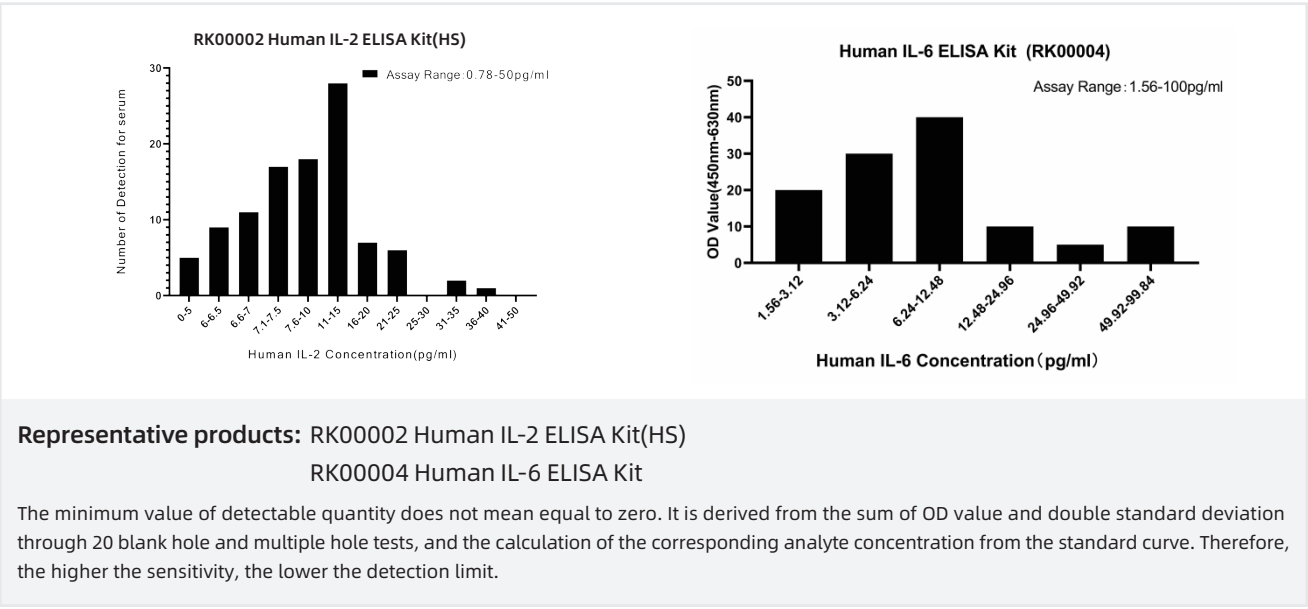 RK00002 Human IL-2 ELISA Kit(HS)
Assay Range:0.78-50pg/ml
Number of Detection for serum
30
20
10
0
0-5
6-6.5
6.6-7
7.1-7.5
7.6-10
11-15
16-20
21-25
25-30
31-35
36-40
41-50
Human IL-2 Concentration(pg/ml)
Human IL-6 ELISA Kit (RK00004)
Assay Range:1.56-100pg/ml
OD Value(450nm-630nm)
50
40
30
20
10
0
1.56-3.12
3.12-6.24
6.24-12.48
12.48-24.96
24.96-49.92
49.92-99.84
Human IL-6 Concentration(pg/ml)
Representative products: RK00002 Human IL-2 ELISA Kit(HS)
RK00004 Human IL-6 ELISA Kit
The minimum value of detectable quantity does not mean equal to zero. It is derived from the sum of OD value and double standard deviation
through 20 blank hole and multiple hole tests, and the calculation of the corresponding analyte concentration from the standard curve. Therefore,
the higher the sensitivity, the lower the detection limit.